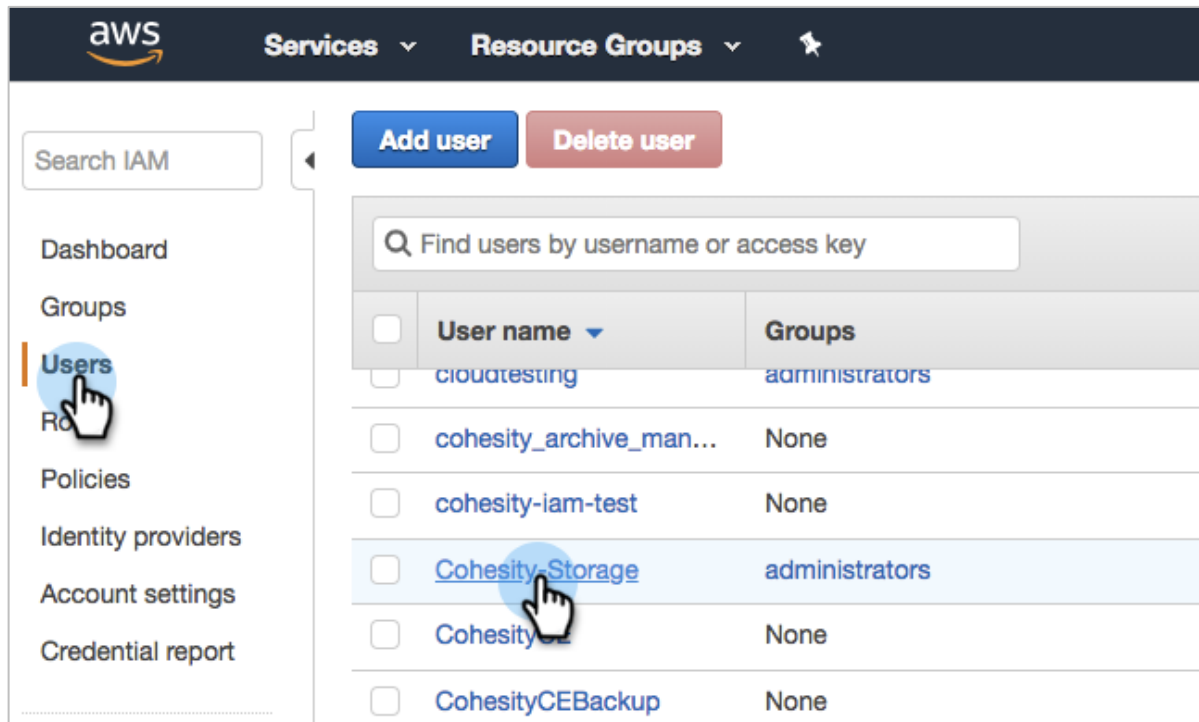 aws
Services
Resource Groups
Search IAM
Dashboard
Groups
Users
Policies
Identity providers
Account settings
Credential report
Add user
Delete user
Find users by username or access key
User name
Groups
cloudtesting
administrators
cohesity_archive_man...
None
cohesity-iam-test
None
Cohesity-Storage
administrators
None
CohesityCEBackup
None